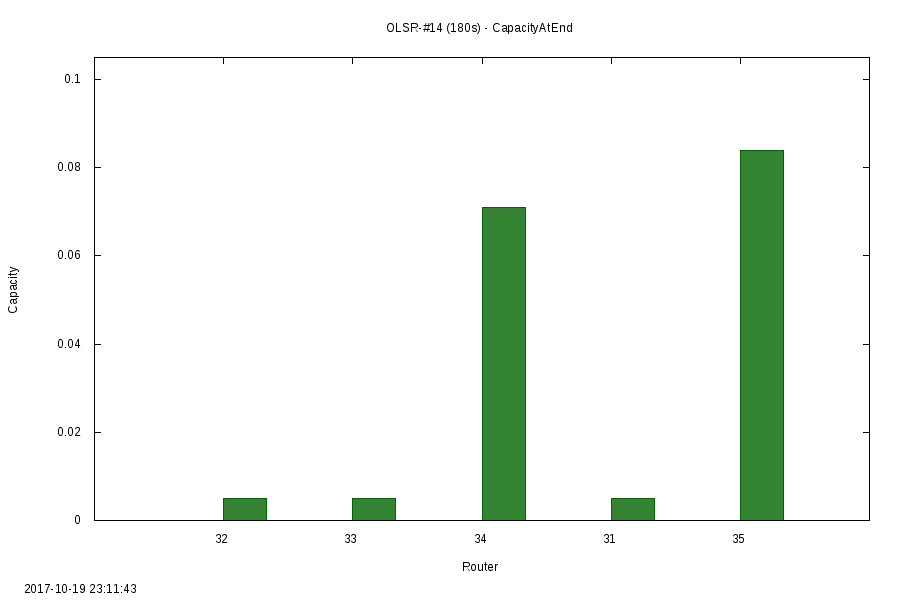 OLSR-#14 (180s) - CapacityAtEnd
0.1
0.08
0.06
0.04
0.02
0
Capacity
32 33 34 31 35
Router
2017-10-19 23:11:43